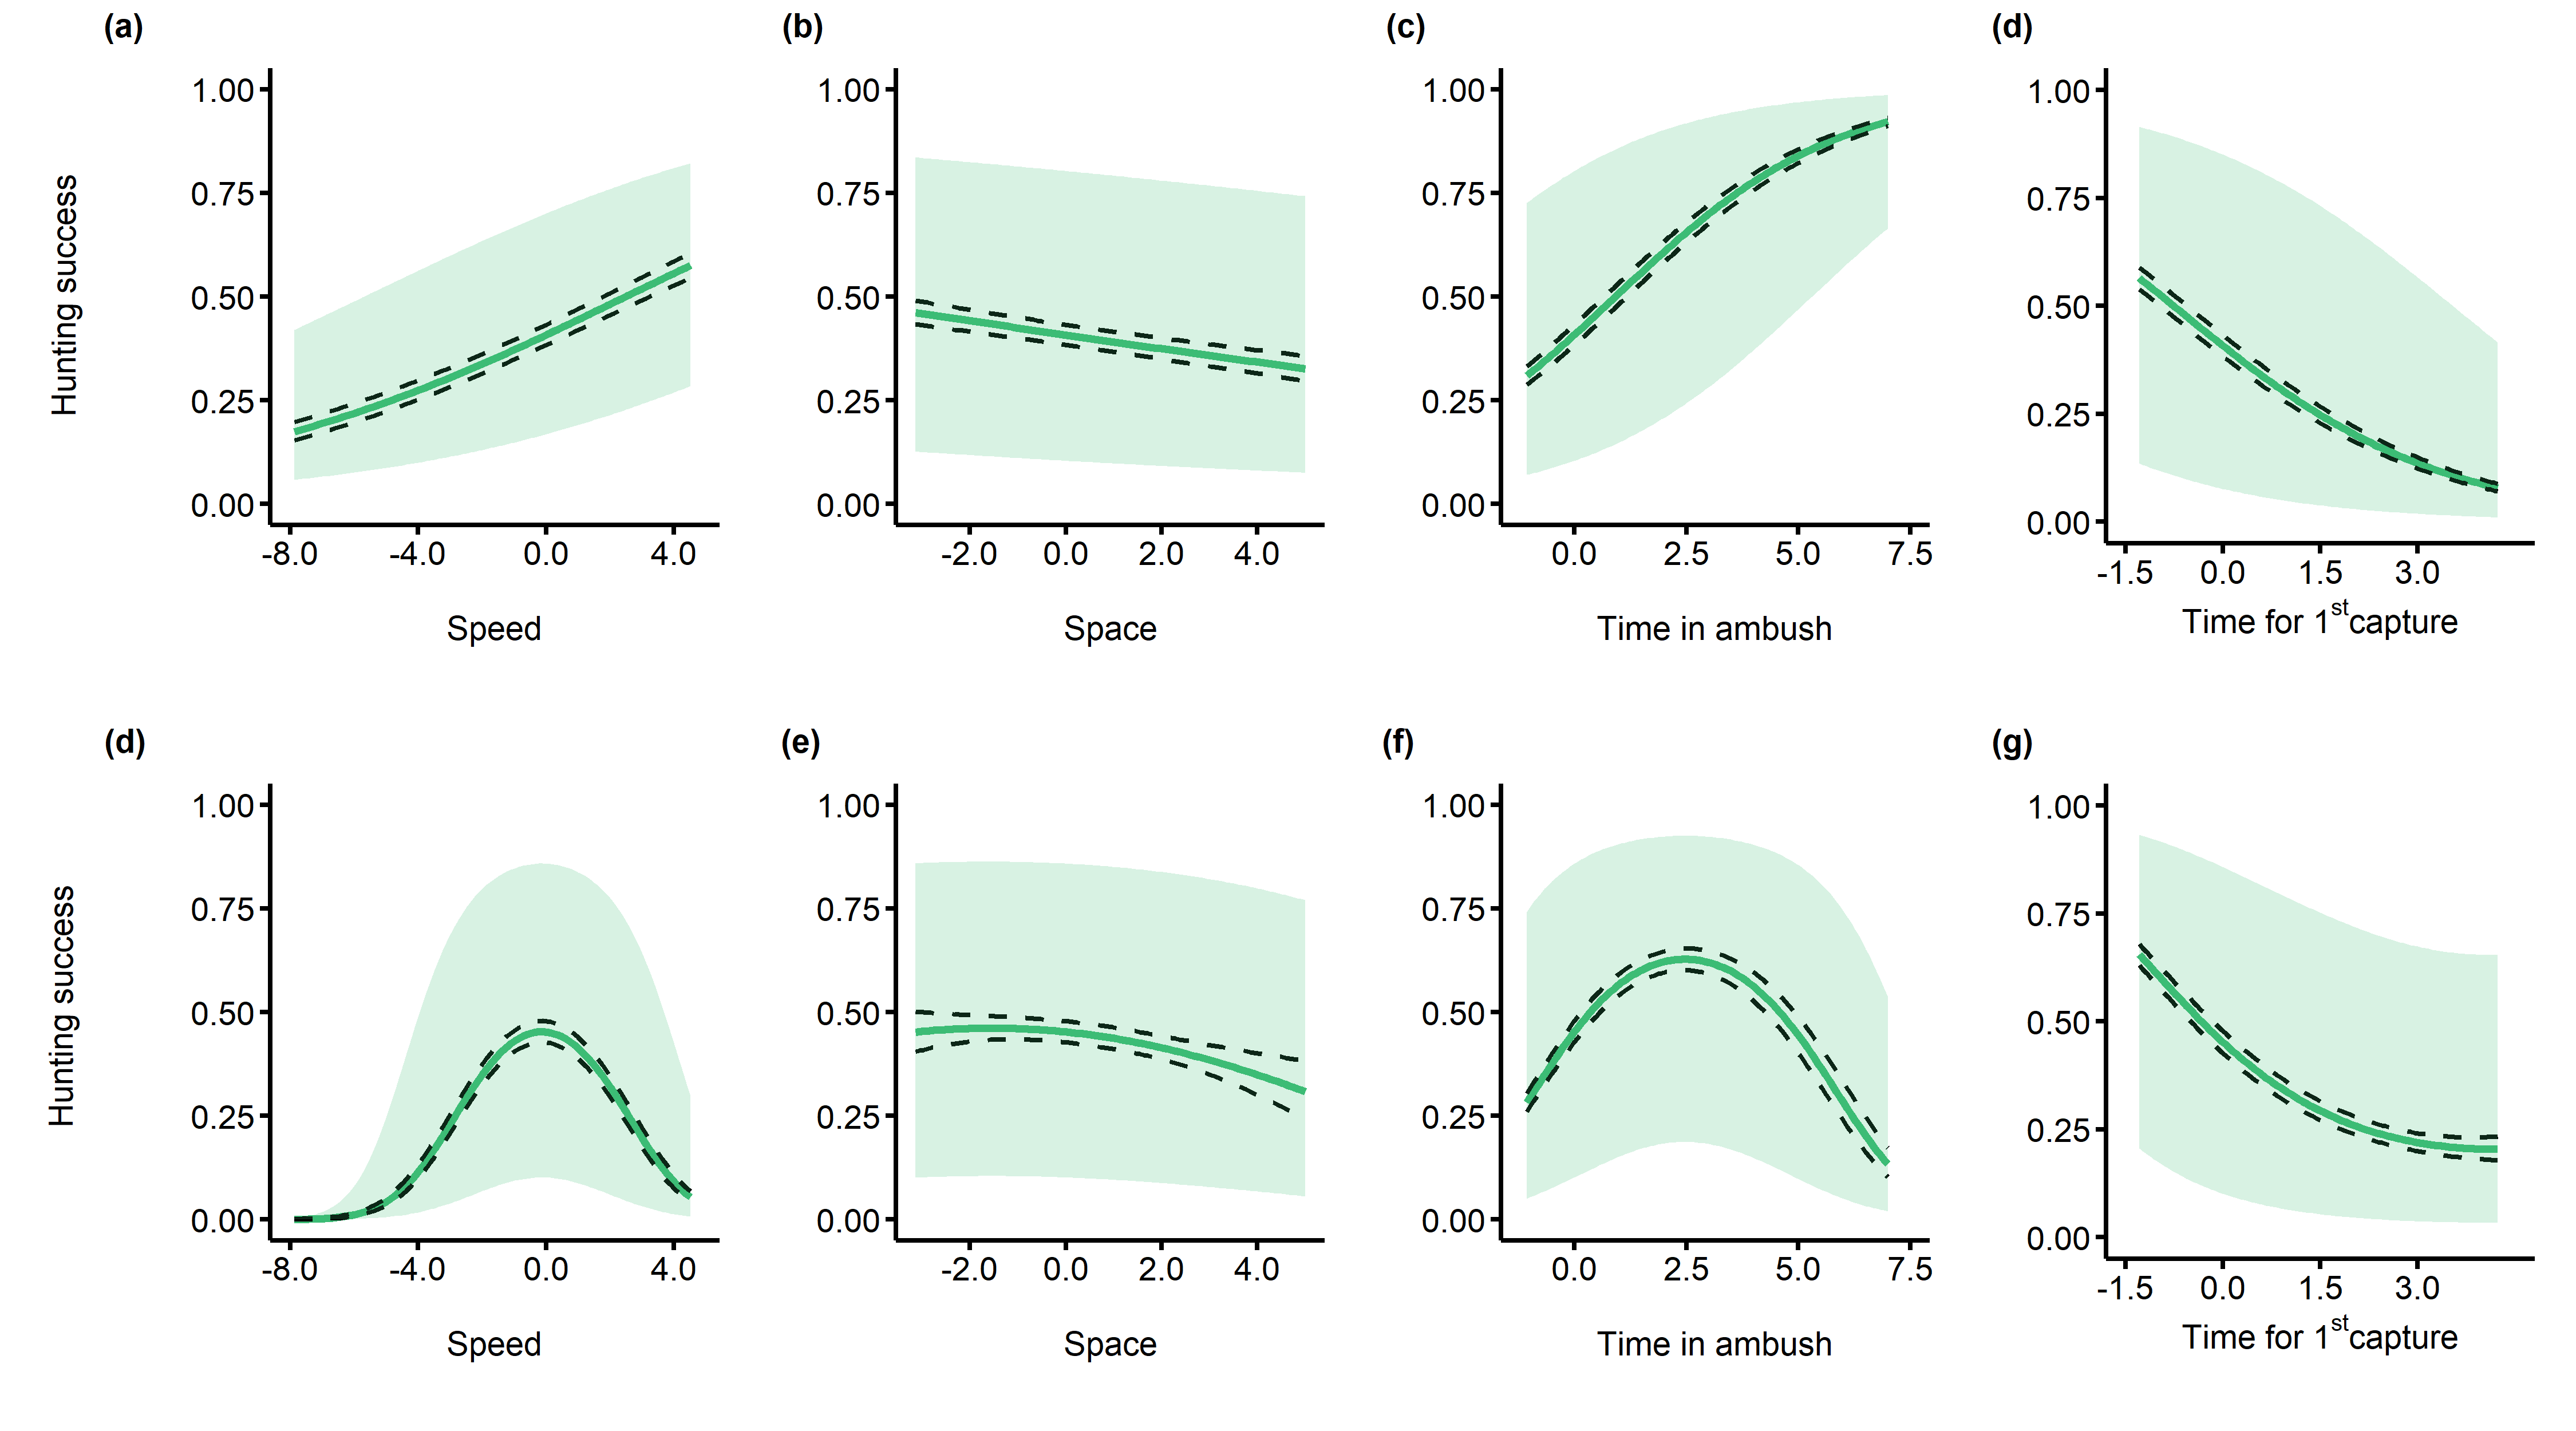 (a) (b) (c) (d)
Hunting success
1.00 1.00 1.00 1.00
0.75 0.75 0.75 0.75
0.50 0.50 0.50 0.50
0.25 0.25 0.25 0.25
0.00 0.00 0.00 0.00
-8.0 -4.0 0.0 4.0 -2.0 0.0 2.0 4.0 0.0 2.5 5.0 7.5 -1.5 0.0 1.5 3.0
Speed Space Time in ambush Time for 1st capture
(d) (e) (f) (g)
Hunting success
1.00 1.00 1.00 1.00
0.75 0.75 0.75 0.75
0.50 0.50 0.50 0.50
0.25 0.25 0.25 0.25
0.00 0.00 0.00 0.00
-8.0 -4.0 0.0 4.0 -2.0 0.0 2.0 4.0 0.0 2.5 5.0 7.5 -1.5 0.0 1.5 3.0
Speed Space Time in ambush Time for 1st capture